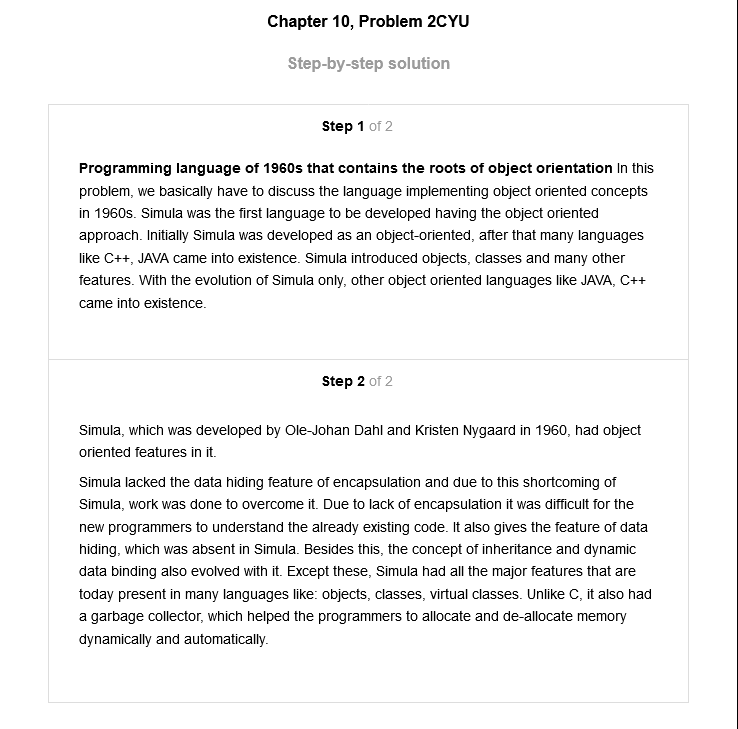 Chapter 10, Problem 2CYU
Step-by-step solution
Step 1 of 2
Programming language of 1960s that contains the roots of object orientation In this
problem, we basically have to discuss the language implementing object oriented concepts
in 1960s. Simula was the first language to be developed having the object oriented
approach. Initially Simula was developed as an object-oriented, after that many languages
like C++, JAVA came into existence. Simula introduced objects, classes and many other
features. With the evolution of Simula only, other object oriented languages like JAVA, C++
came into existence.
Step 2 of 2
Simula, which was developed by Ole-Johan Dahl and Kristen Nygaard in 1960, had object
oriented features in it.
Simula lacked the data hiding feature of encapsulation and due to this shortcoming of
Simula, work was done to overcome it. Due to lack of encapsulation it was difficult for the
new programmers to understand the already existing code. It also gives the feature of data
hiding, which was absent in Simula. Besides this, the concept of inheritance and dynamic
data binding also evolved with it. Except these, Simula had all the major features that are
today present in many languages like: objects, classes, virtual classes. Unlike C, it also had
a garbage collector, which helped the programmers to allocate and de-allocate memory
dynamically and automatically.